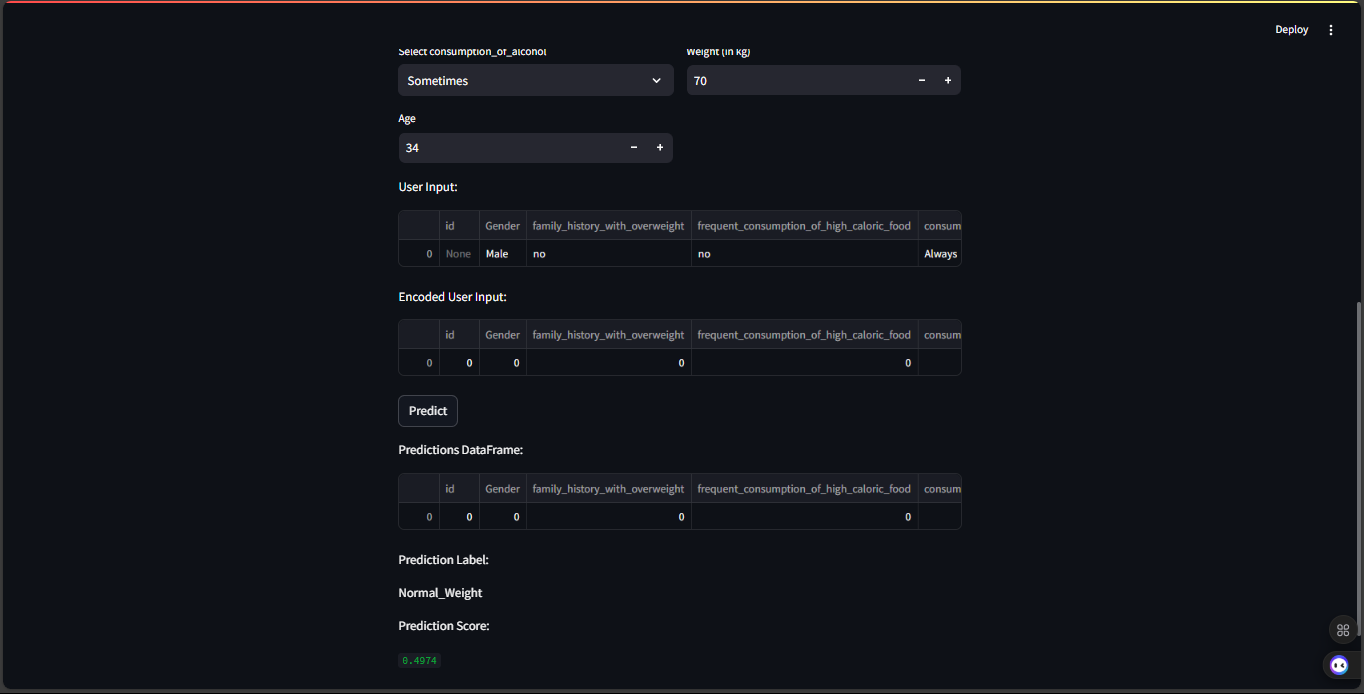 Deploy
Select consumption_of_alcohol Weight (in kg)
Sometimes 70
Age
34
User Input:
id Gender family_history_with_overweight frequent_consumption_of_high_caloric_food consum
0 None Male no no Always
Encoded User Input:
id Gender family_history_with_overweight frequent_consumption_of_high_caloric_food consum
0 0 0 0 0
Predict
Predictions DataFrame:
id Gender family_history_with_overweight frequent_consumption_of_high_caloric_food consum
0 0 0 0 0
Prediction Label:
Normal_Weight
Prediction Score:
0.4974